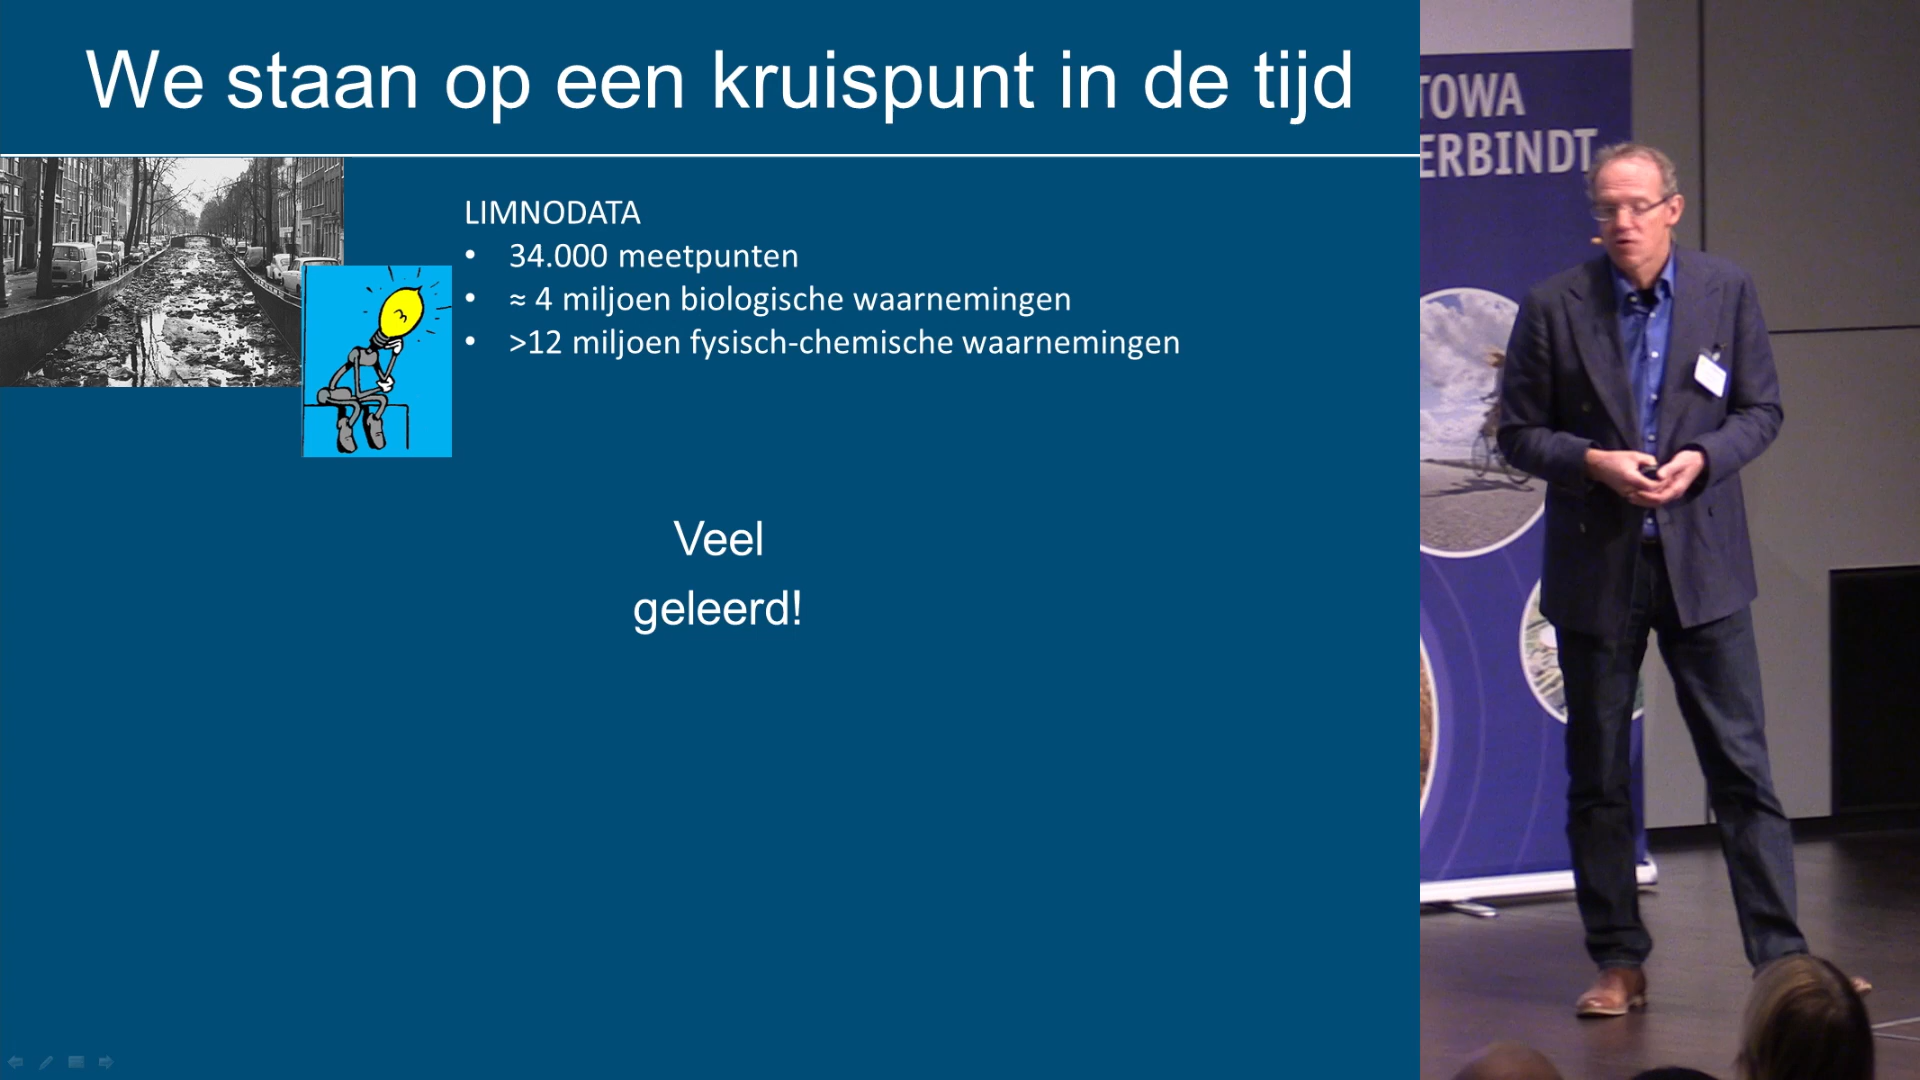 We staan op een kruispunt in de tijd
LIMNODATA
• 34.000 meetpunten
• ≈ 4 miljoen biologische waarnemingen
• >12 miljoen fysisch-chemische waarnemingen
Veel
geleerd!
TOWA
ERBINDT